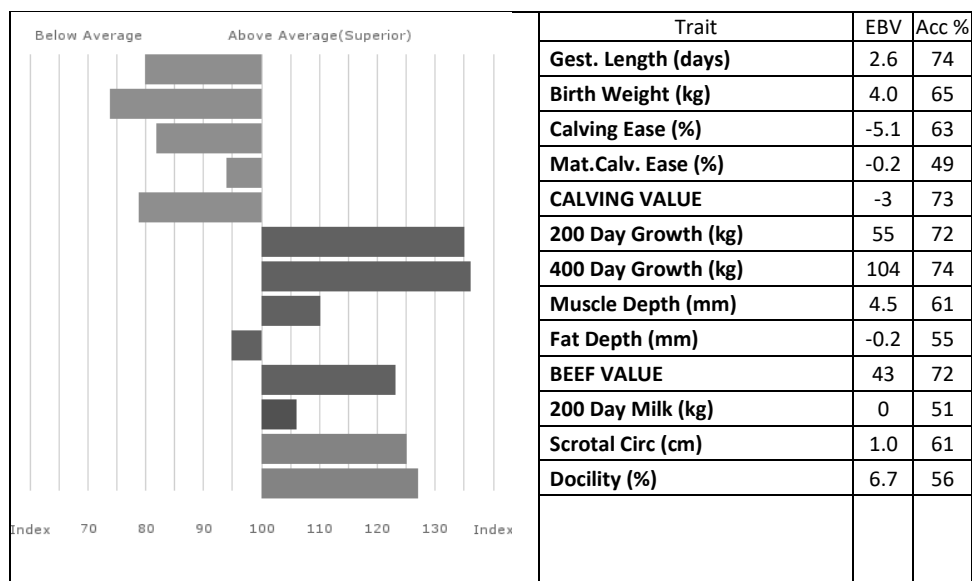 Below Average Above Average(Superior)
Trait EBV Acc %
Gest. Length (days) 2.6 74
Birth Weight (kg) 4.0 65
Calving Ease (%) -5.1 63
Mat.Calv. Ease (%) -0.2 49
CALVING VALUE -3 73
200 Day Growth (kg) 55 72
400 Day Growth (kg) 104 74
Muscle Depth (mm) 4.5 61
Fat Depth (mm) -0.2 55
BEEF VALUE 43 72
200 Day Milk (kg) 0 51
Scrotal Circ (cm) 1.0 61
Docility (%) 6.7 56
Index 70 80 90 100 110 120 130 Index